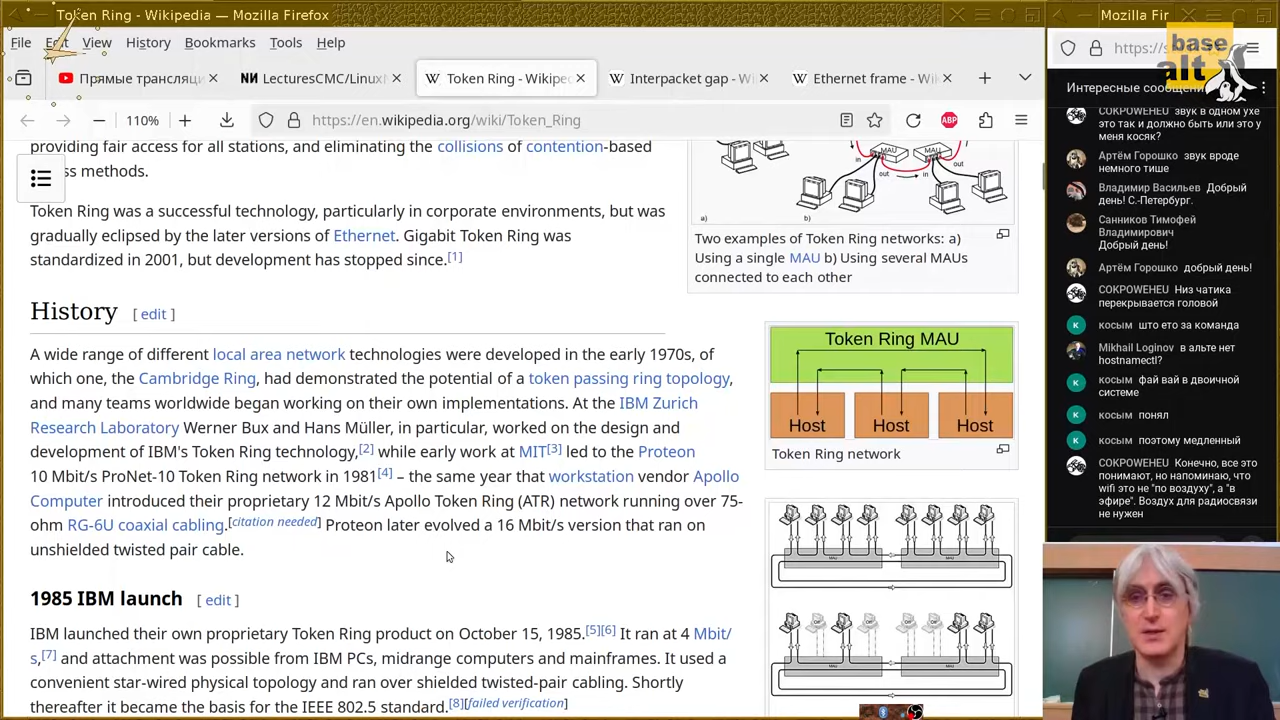 Token Ring - Wikipedia — Mozilla Firefox
Mozilla Fir
File Edit View History Bookmarks Tools Help
Прямые трансляц
LecturesCMC/Linux
Token Ring - Wikiped
Interpacket gap - Wi
Ethernet frame - Wik
https://s
base
alt
110%
https://en.wikipedia.org/wiki/Token_Ring
ABP
Интересные сообщени
providing fair access for all stations, and eliminating the collisions of contention-based
ss methods.
Token Ring was a successful technology, particularly in corporate environments, but was
gradually eclipsed by the later versions of Ethernet. Gigabit Token Ring was
standardized in 2001, but development has stopped since.[1]
MAU
MAU
in
out
in
out
a)
b)
Two examples of Token Ring networks: a)
Using a single MAU b) Using several MAUs
connected to each other
History [ edit ]
A wide range of different local area network technologies were developed in the early 1970s, of
which one, the Cambridge Ring, had demonstrated the potential of a token passing ring topology,
and many teams worldwide began working on their own implementations. At the IBM Zurich
Research Laboratory Werner Bux and Hans Müller, in particular, worked on the design and
development of IBM's Token Ring technology,[2] while early work at MIT[3] led to the Proteon
10 Mbit/s ProNet-10 Token Ring network in 1981[4] – the same year that workstation vendor Apollo
Computer introduced their proprietary 12 Mbit/s Apollo Token Ring (ATR) network running over 75-
ohm RG-6U coaxial cabling.[citation needed] Proteon later evolved a 16 Mbit/s version that ran on
unshielded twisted pair cable.
Token Ring MAU
Host Host Host
Token Ring network
MAU
MAU
1985 IBM launch [ edit ]
IBM launched their own proprietary Token Ring product on October 15, 1985.[5][6] It ran at 4 Mbit/
s,[7] and attachment was possible from IBM PCs, midrange computers and mainframes. It used a
convenient star-wired physical topology and ran over shielded twisted-pair cabling. Shortly
thereafter it became the basis for the IEEE 802.5 standard.[8][failed verification]
COKPOWEHEU звук в одном ухе
это так и должно быть или это у
меня косяк?
Артём Горошко звук вроде
немного тише
Владимир Васильев Добрый
день! С.-Петербург.
Санников Тимофей
Владимирович
Добрый день!
Артём Горошко добрый день!
COKPOWEHEU Низ чатика
перекрывается головой
К
косым што ето за команда
Mikhail Loginov в альте нет
hostnamectl?
К
косым фай вай в двоичной
системе
К
косым понял
К
косым поэтому медленный
COKPOWEHEU Конечно, все это
понимают, но напоминаю, что
wifi это не "по воздуху", а "в
эфире". Воздух для радиосвязи
не нужен